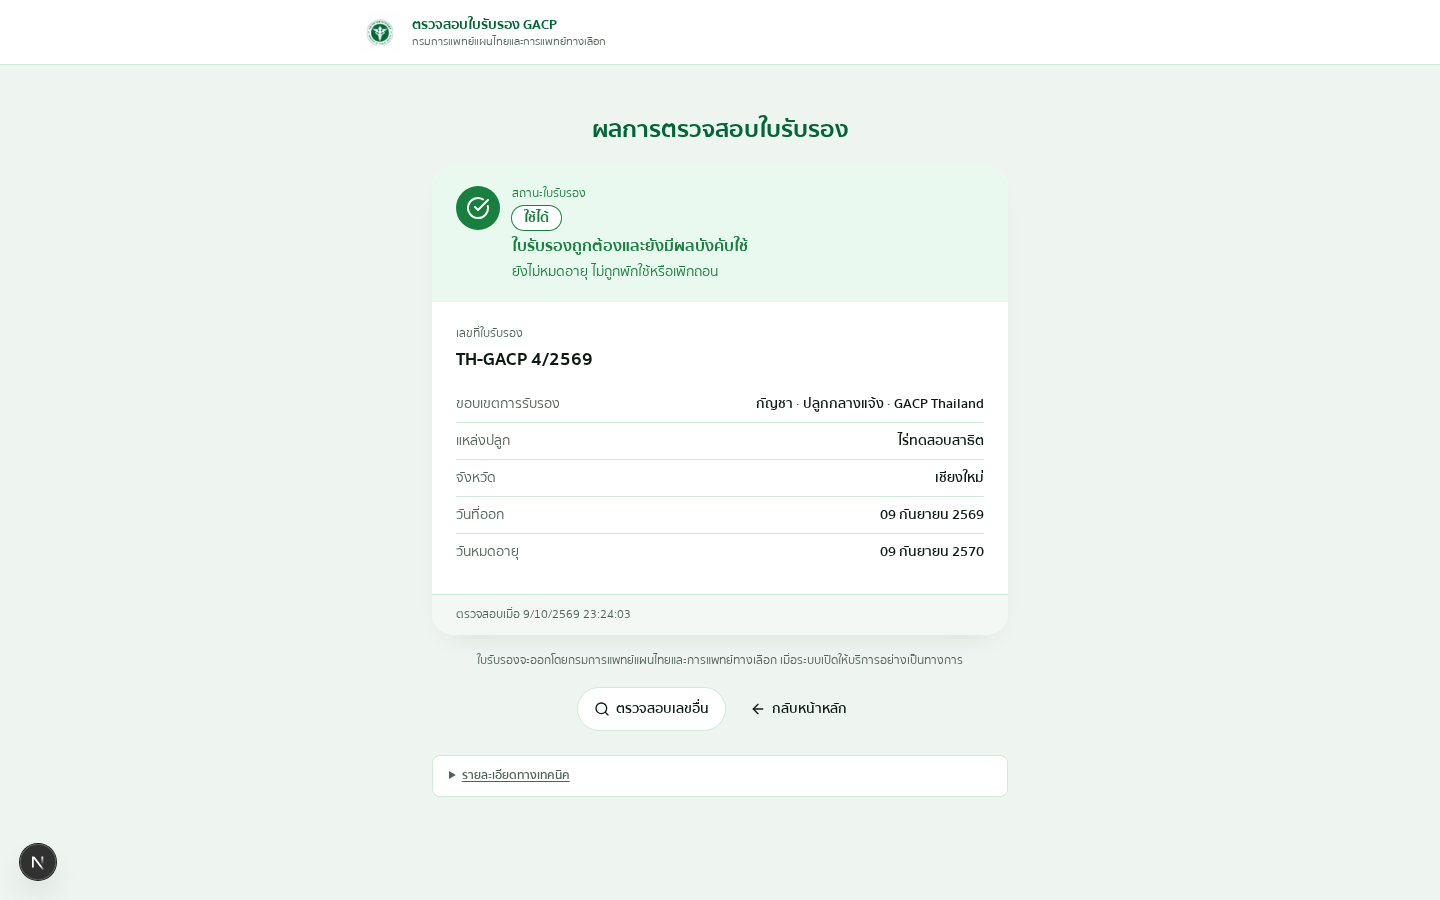 ตรวจสอบใบรับรอง GACP
กรมการแพทย์แผนไทยและการแพทย์ทางเลือก
ผลการตรวจสอบใบรับรอง
สถานะใบรับรอง
ใช้ได้
ใบรับรองถูกต้องและยังมีผลบังคับใช้
ยังไม่หมดอายุ ไม่ถูกพักใช้หรือเพิกถอน
เลขที่ใบรับรอง
TH-GACP 4/2569
ขอบเขตการรับรอง กัญชา · ปลูกกลางแจ้ง · GACP Thailand
แหล่งปลูก ไร่ทดสอบสาธิต
จังหวัด เชียงใหม่
วันที่ออก 09 กันยายน 2569
วันหมดอายุ 09 กันยายน 2570
ตรวจสอบเมื่อ 9/10/2569 23:24:03
ใบรับรองจะออกโดยกรมการแพทย์แผนไทยและการแพทย์ทางเลือก เมื่อระบบเปิดให้บริการอย่างเป็นทางการ
ตรวจสอบเลขอื่น กลับหน้าหลัก
รายละเอียดทางเทคนิค